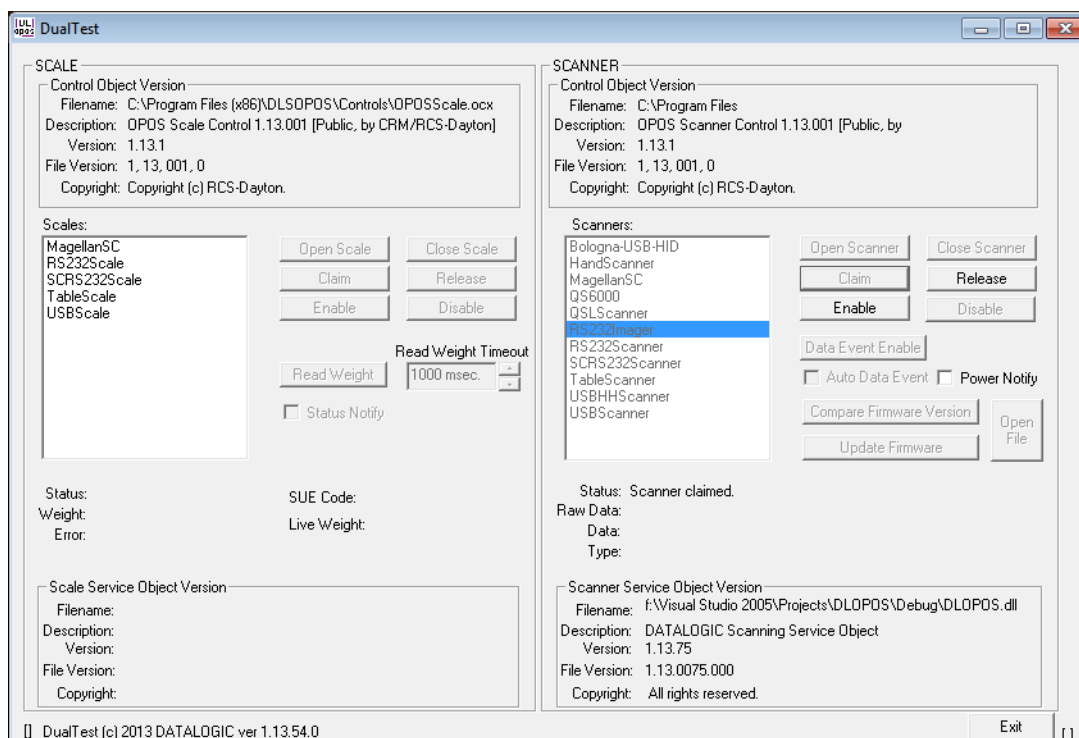 DualTest
SCALE
Control Object Version
Filename: C:\Program Files (x86)\DLSOPOS\Controls\OPOSScale.ocx
Description: OPOS Scale Control 1.13.001 [Public, by CRM/RCS-Dayton]
Version: 1.13.1
File Version: 1, 13, 001, 0
Copyright: Copyright (c) RCS-Dayton.
Scales:
MagellanSC
RS232Scale
SCRS232Scale
TableScale
USBScale
Open Scale
Close Scale
Claim
Release
Enable
Disable
Read Weight Timeout
Read Weight
1000 msec.
Status Notify
Status:
Weight:
Error:
SUE Code:
Live Weight:
Scale Service Object Version
Filename:
Description:
Version:
File Version:
Copyright:
SCANNER
Control Object Version
Filename: C:\Program Files
Description: OPOS Scanner Control 1.13.001 [Public, by
Version: 1.13.1
File Version: 1, 13, 001, 0
Copyright: Copyright (c) RCS-Dayton.
Scanners:
Bologna-USB-HID
HandScanner
MagellanSC
QS6000
QSLScanner
RS232Imager
RS232Scanner
SCRS232Scanner
TableScanner
USBHHScanner
USBScanner
Open Scanner
Close Scanner
Claim
Release
Enable
Disable
Data Event Enable
Auto Data Event
Power Notify
Compare Firmware Version
Open File
Update Firmware
Status: Scanner claimed.
Raw Data:
Data:
Type:
Scanner Service Object Version
Filename: f:\Visual Studio 2005\Projects\DLOPOS\Debug\DLOPOS.dll
Description: DATALOGIC Scanning Service Object
Version: 1.13.75
File Version: 1.13.0075.000
Copyright: All rights reserved.
[] DualTest (c) 2013 DATALOGIC ver 1.13.54.0
Exit
[ ]